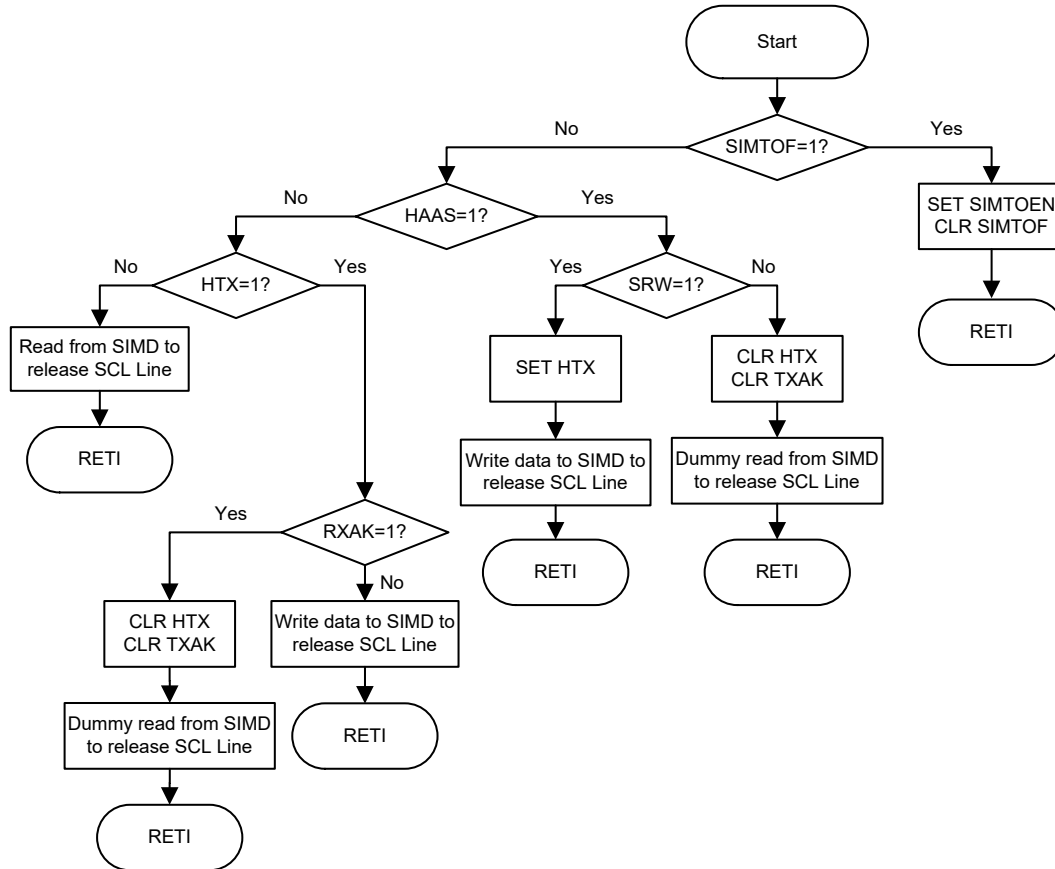 Start
No
Yes
SIMTOF=1?
No
Yes
HAAS=1?
SET SIMTOEN
CLR SIMTOF
No
Yes
Yes
No
HTX=1?
SRW=1?
RETI
Read from SIMD to
release SCL Line
SET HTX
CLR HTX
CLR TXAK
RETI
Write data to SIMD to
release SCL Line
Dummy read from SIMD
to release SCL Line
Yes
RXAK=1?
No
RETI
RETI
CLR HTX
CLR TXAK
Write data to SIMD to
release SCL Line
Dummy read from SIMD
to release SCL Line
RETI
RETI